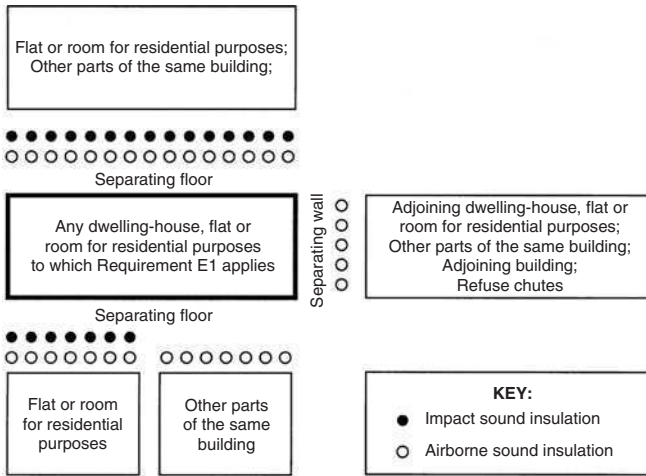 Flat or room for residential purposes;
Other parts of the same building;
Separating floor
Any dwelling-house, flat or
room for residential purposes
to which Requirement E1 applies
Separating wall
Adjoining dwelling-house, flat or
room for residential purposes;
Other parts of the same building;
Adjoining building;
Refuse chutes
Separating floor
Flat or room
for residential
purposes
Other parts
of the same
building
KEY:
Impact sound insulation
Airborne sound insulation